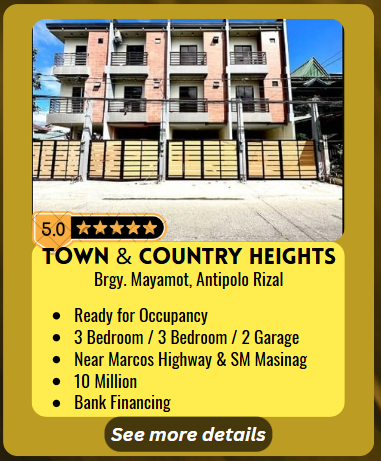 5.0
TOWN & COUNTRY HEIGHTS
Brgy. Mayamot, Antipolo Rizal
• Ready for Occupancy
• 3 Bedroom / 3 Bedroom / 2 Garage
• Near Marcos Highway & SM Masinag
• 10 Million
• Bank Financing
See more details